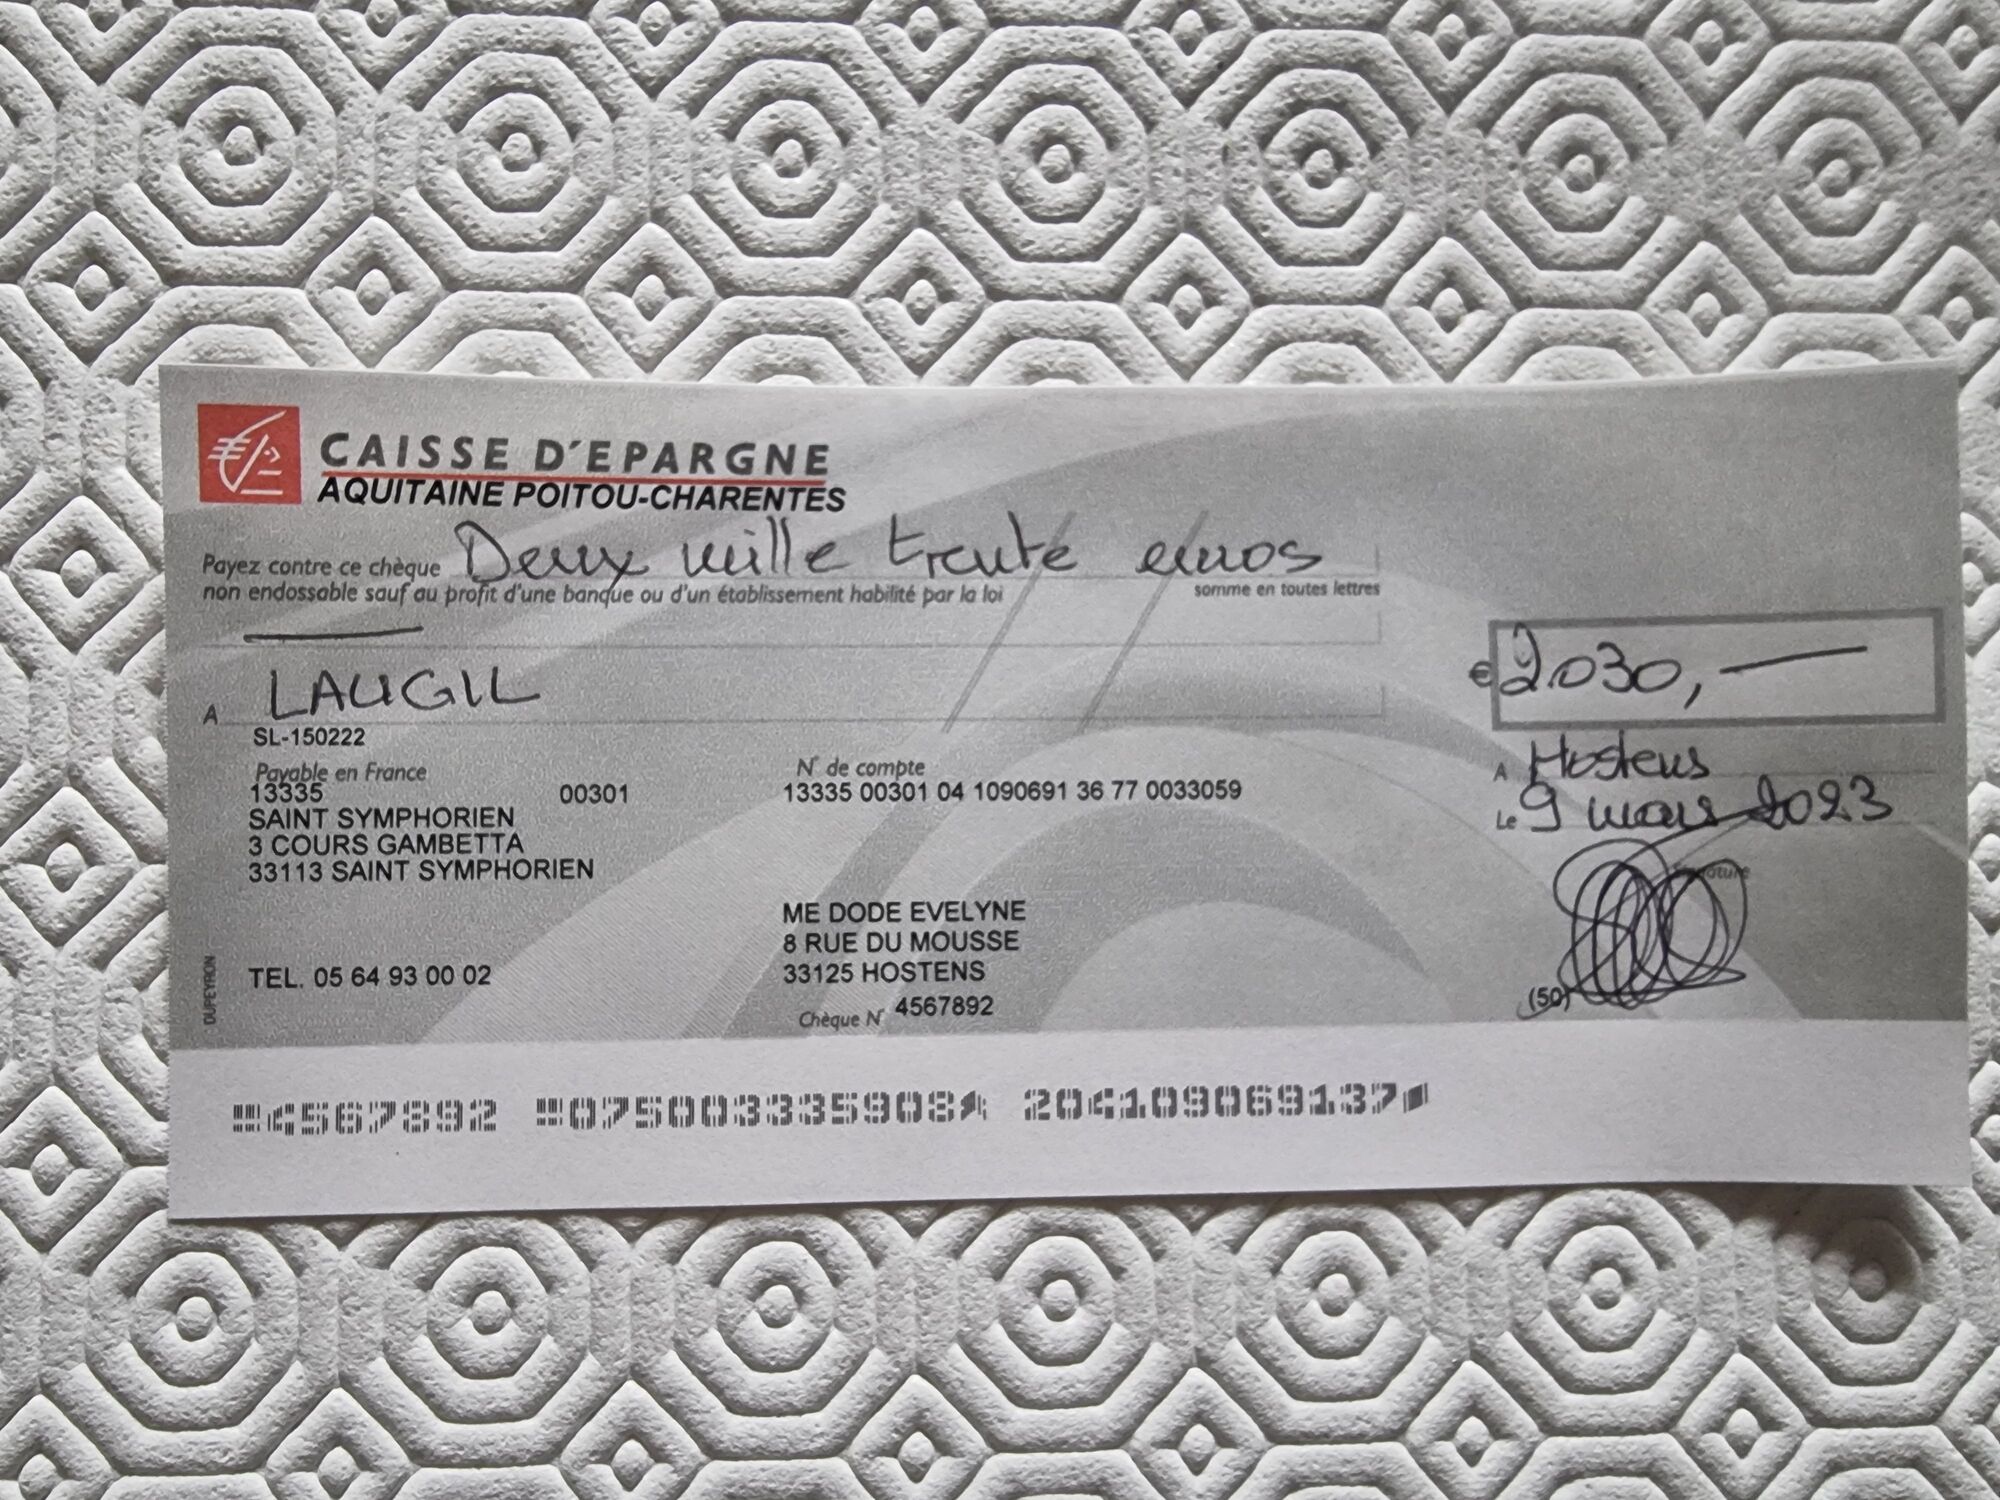 CAISSE D'EPARGNE
AQUITAINE POITOU-CHARENTES
Payez contre ce chèque Deux mille trente euros
non endossable sauf au profit d'une banque ou d'un établissement habilité par la loi somme en toutes lettres
€ 2.030,—
A LAUGIL
SL-150222
A Hostens
Le 9 mars 2023
Payable en France N° de compte
13335 00301 13335 00301 04 1090691 36 77 0033059
SAINT SYMPHORIEN
3 COURS GAMBETTA
33113 SAINT SYMPHORIEN
signature
ME DODE EVELYNE
8 RUE DU MOUSSE
33125 HOSTENS
TEL. 05 64 93 00 02
(50)
Chèque N° 4567892
DUPEYRON
4567892 075003335908 204109069137